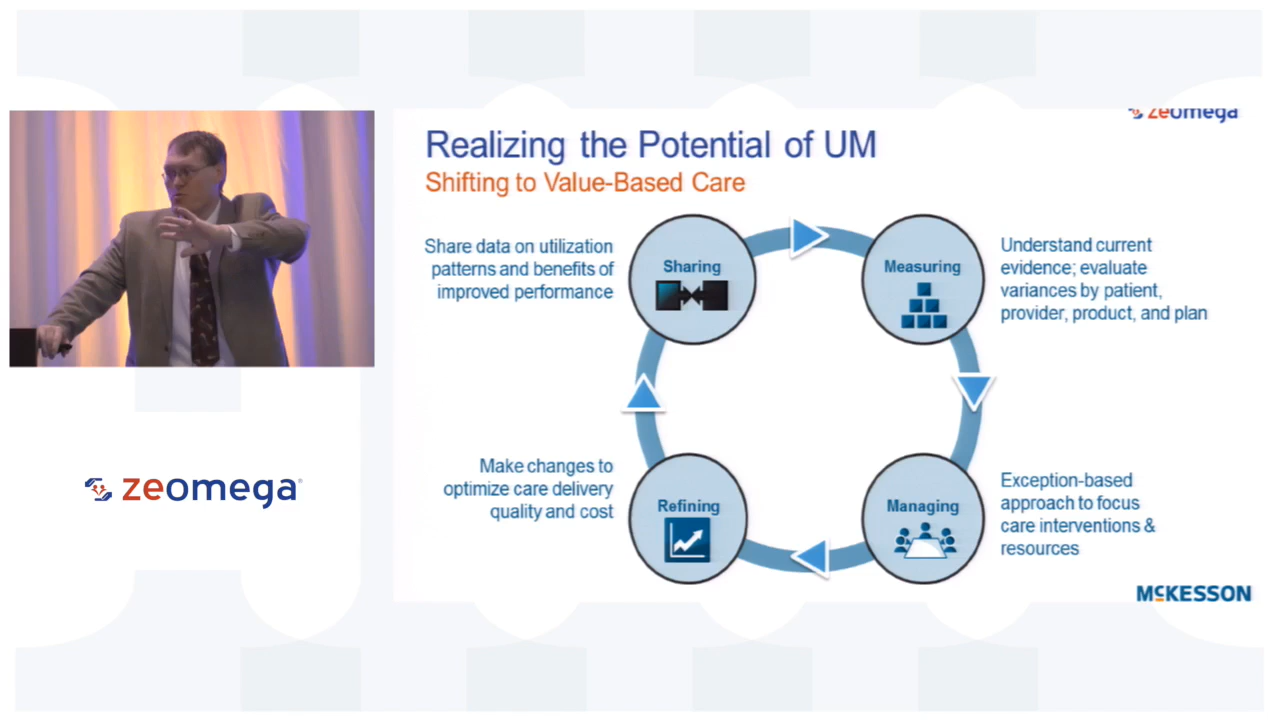 zeomega
Realizing the Potential of UM
Shifting to Value-Based Care
Share data on utilization
patterns and benefits of
improved performance
Sharing
Measuring
Understand current
evidence; evaluate
variances by patient,
provider, product, and plan
Make changes to
optimize care delivery
quality and cost
Refining
Managing
Exception-based
approach to focus
care interventions &
resources
zeomega®
MCKESSON